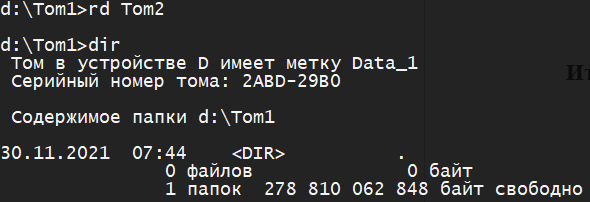 d:\Tom1>rd Tom2
d:\Tom1>dir
Том в устройстве D имеет метку Data_1
Серийный номер тома: 2ABD-29B0
Ит
Содержимое папки d:\Tom1
30.11.2021 07:44 <DIR> .
0 файлов 0 байт
1 папок 278 810 062 848 байт свободно